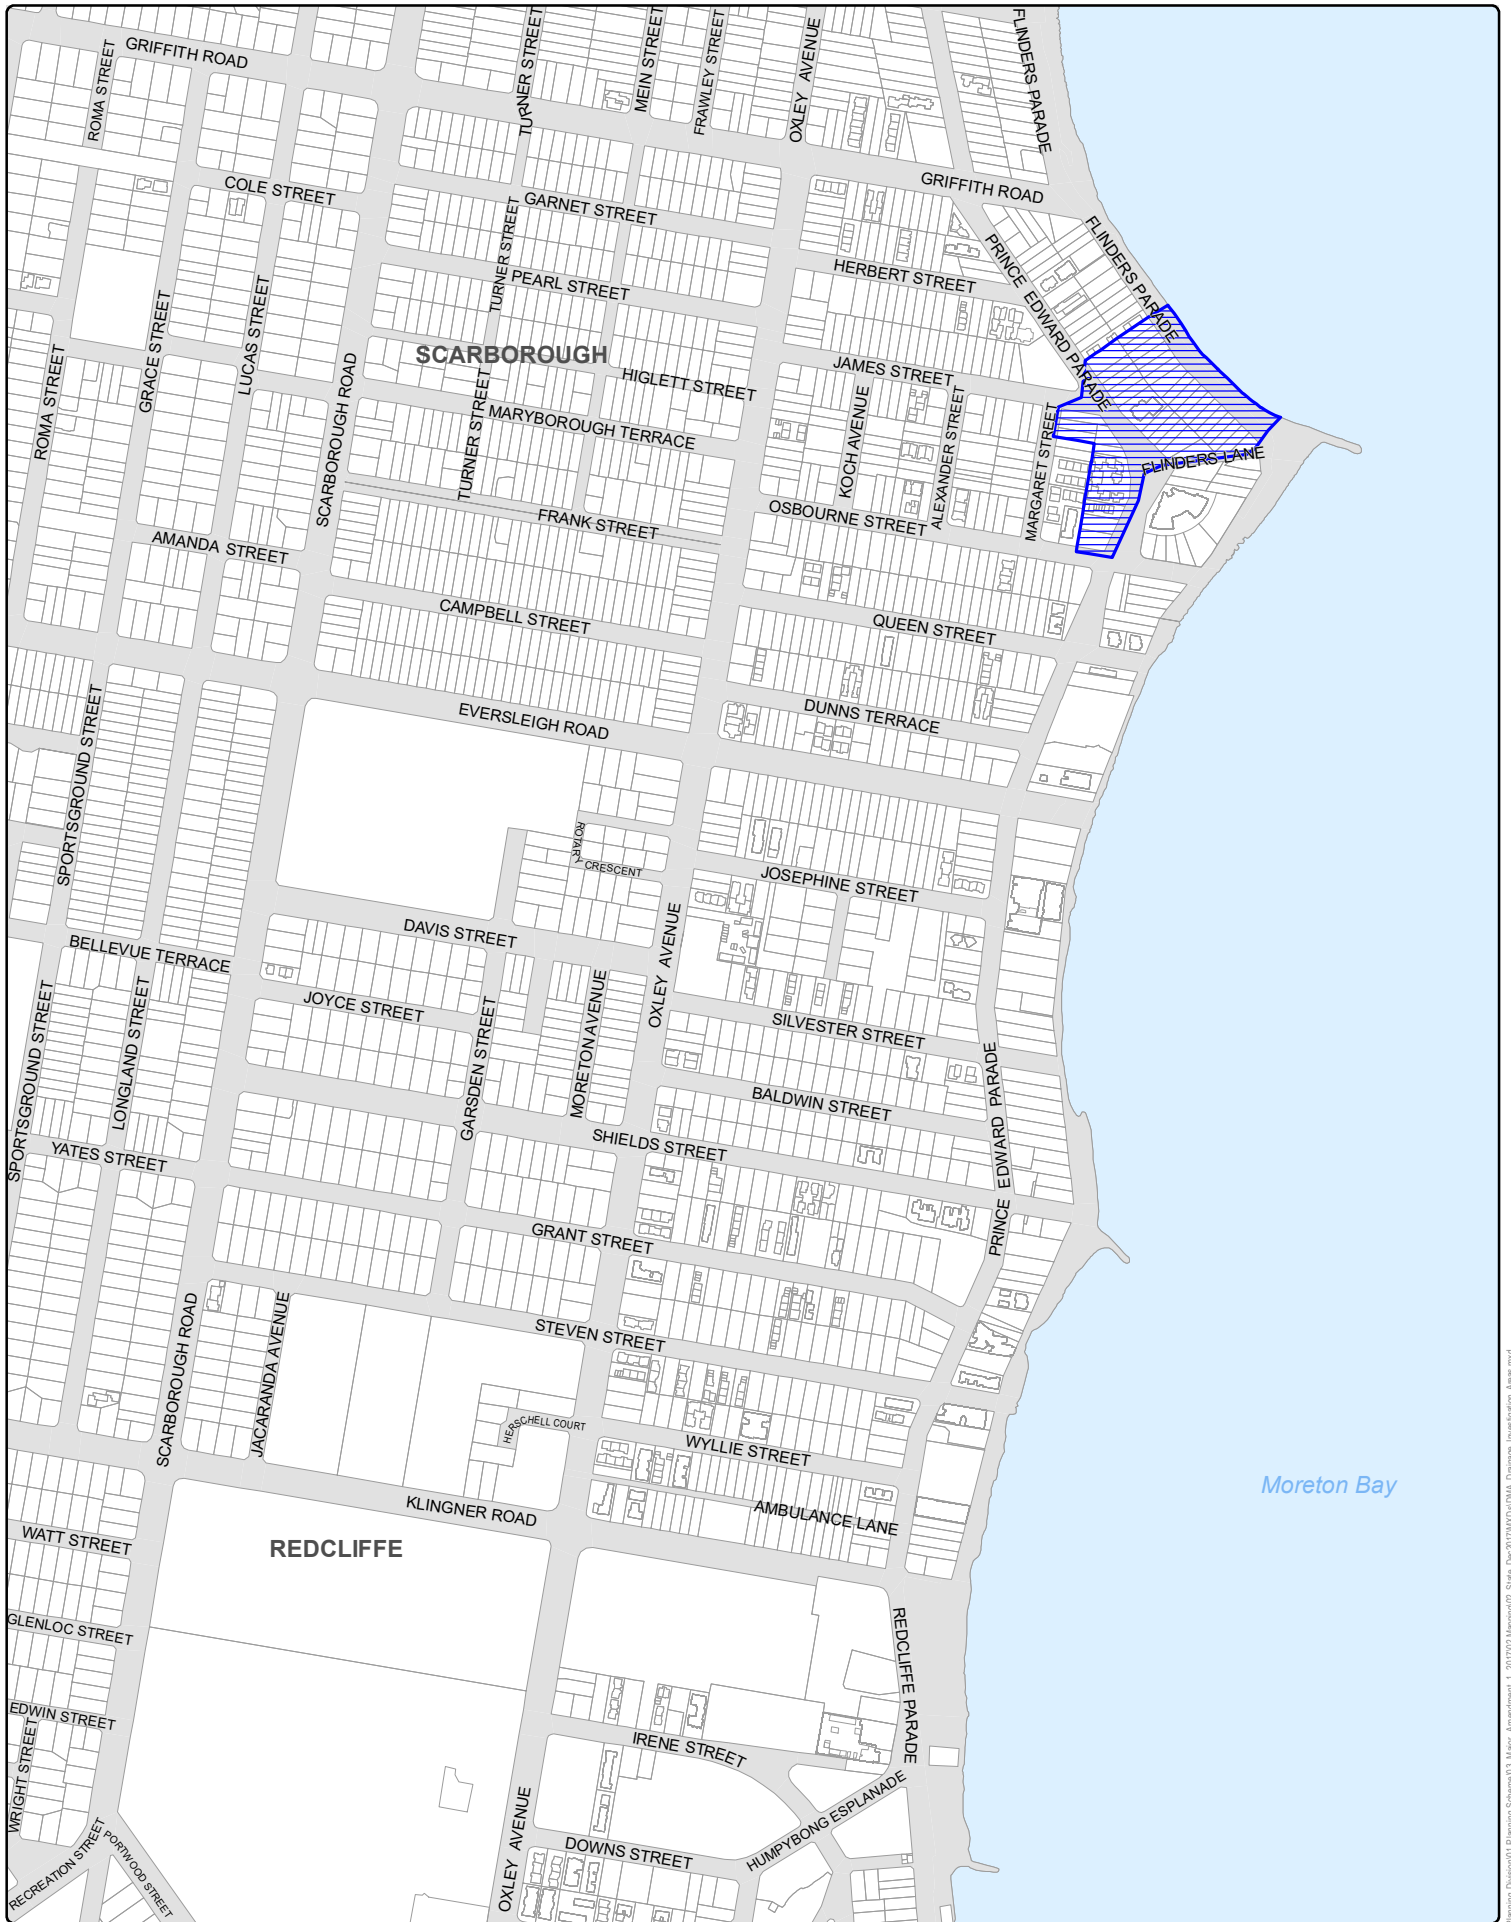 FLINDERS PARADE
TURNER STREET
MEIN STREET
FRAWLEY STREET
OXLEY AVENUE
GRIFFITH ROAD
ROMA STREET
GRIFFITH ROAD
COLE STREET
GARNET STREET
TURNER STREET
FLINDERS PARADE
PRINCE EDWARD PARADE
HERBERT STREET
PEARL STREET
LUCAS STREET
GRACE STREET
SCARBOROUGH
ROMA STREET
SCARBOROUGH ROAD
HIGLETT STREET
JAMES STREET
TURNER STREET
MARYBOROUGH TERRACE
KOCH AVENUE
ALEXANDER STREET
MARGARET STREET
FLINDERS LANE
FRANK STREET
OSBOURNE STREET
AMANDA STREET
CAMPBELL STREET
QUEEN STREET
SPORTSGROUND STREET
EVERSLEIGH ROAD
DUNNS TERRACE
ROTARY CRESCENT
JOSEPHINE STREET
DAVIS STREET
OXLEY AVENUE
BELLEVUE TERRACE
SPORTSGROUND STREET
LONGLAND STREET
JOYCE STREET
GARSDEN STREET
MORETON AVENUE
SILVESTER STREET
PRINCE EDWARD PARADE
BALDWIN STREET
SHIELDS STREET
YATES STREET
GRANT STREET
SCARBOROUGH ROAD
JACARANDA AVENUE
STEVEN STREET
HERSCHELL COURT
WYLLIE STREET
Moreton Bay
KLINGNER ROAD
AMBULANCE LANE
WATT STREET
REDCLIFFE
GLENLOC STREET
REDCLIFFE PARADE
EDWIN STREET
WRIGHT STREET
IRENE STREET
OXLEY AVENUE
HUMPYBONG ESPLANADE
DOWNS STREET
RECREATION STREET
PORTWOOD STREET